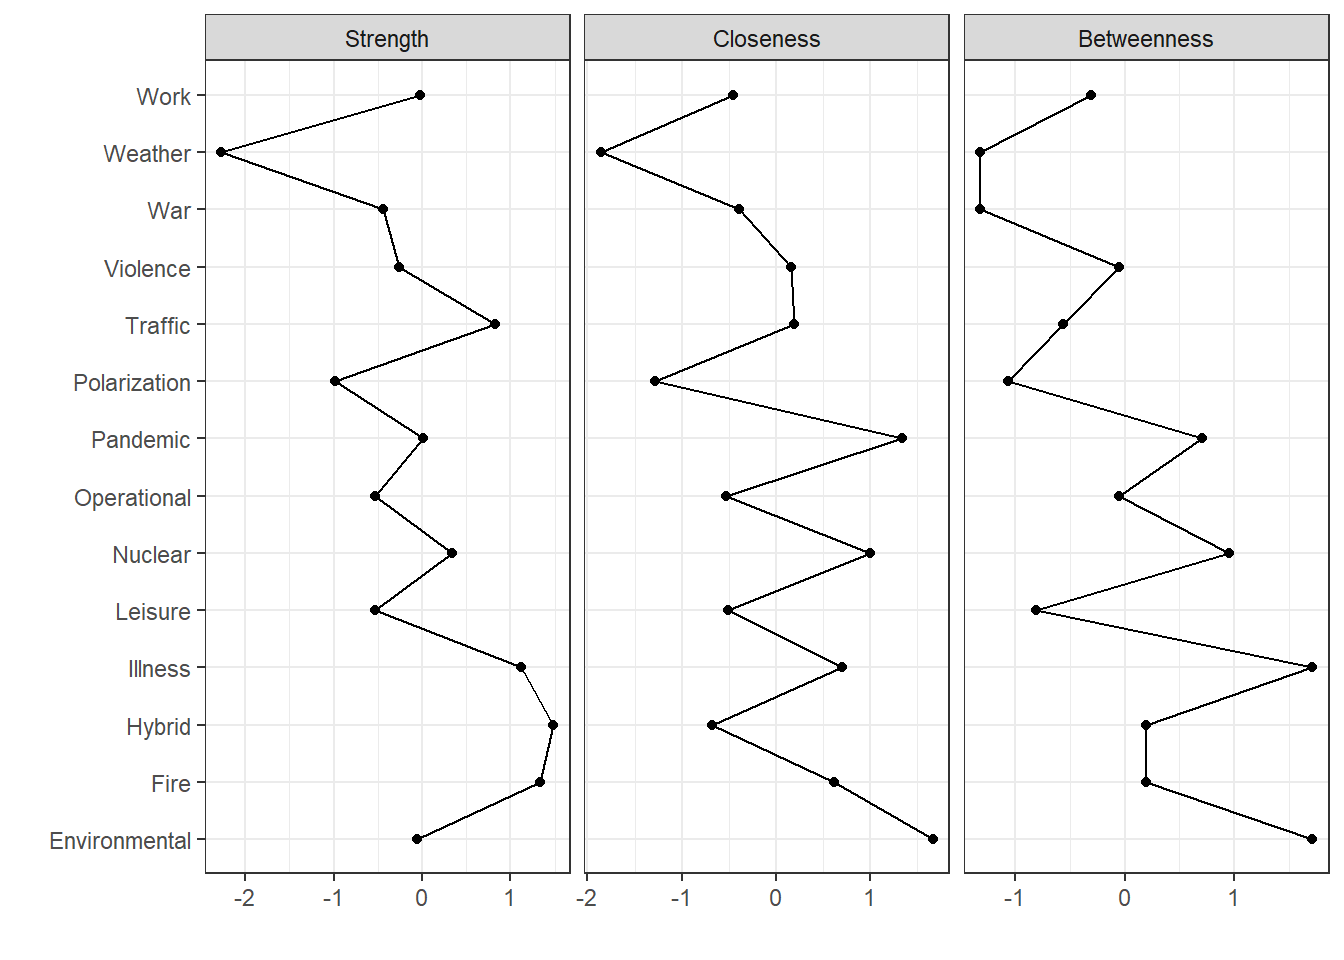 Strength Closeness Betweenness
Work
Weather
War
Violence
Traffic
Polarization
Pandemic
Operational
Nuclear
Leisure
Illness
Hybrid
Fire
Environmental
-2 -1 0 1 -2 -1 0 1 -1 0 1